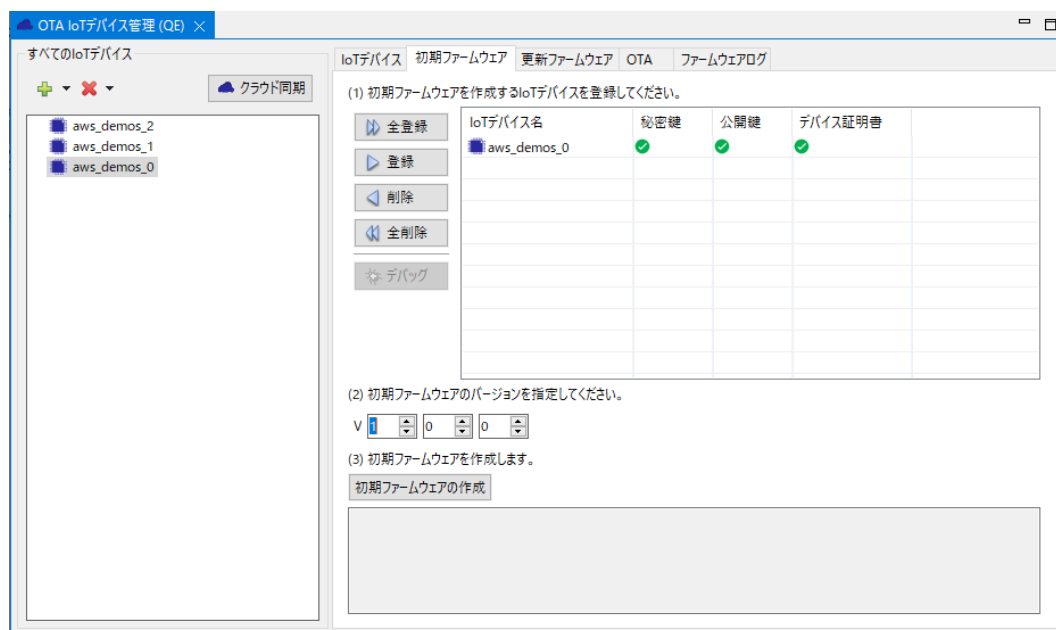 OTA IoTデバイス管理 (QE)
すべてのIoTデバイス
クラウド同期
aws_demos_2
aws_demos_1
aws_demos_0
IoTデバイス 初期ファームウェア 更新ファームウェア OTA ファームウェアログ
(1) 初期ファームウェアを作成するIoTデバイスを登録してください。
全登録
登録
削除
全削除
デバッグ
IoTデバイス名 秘密鍵 公開鍵 デバイス証明書
aws_demos_0
(2) 初期ファームウェアのバージョンを指定してください。
V 1 0 0
(3) 初期ファームウェアを作成します。
初期ファームウェアの作成